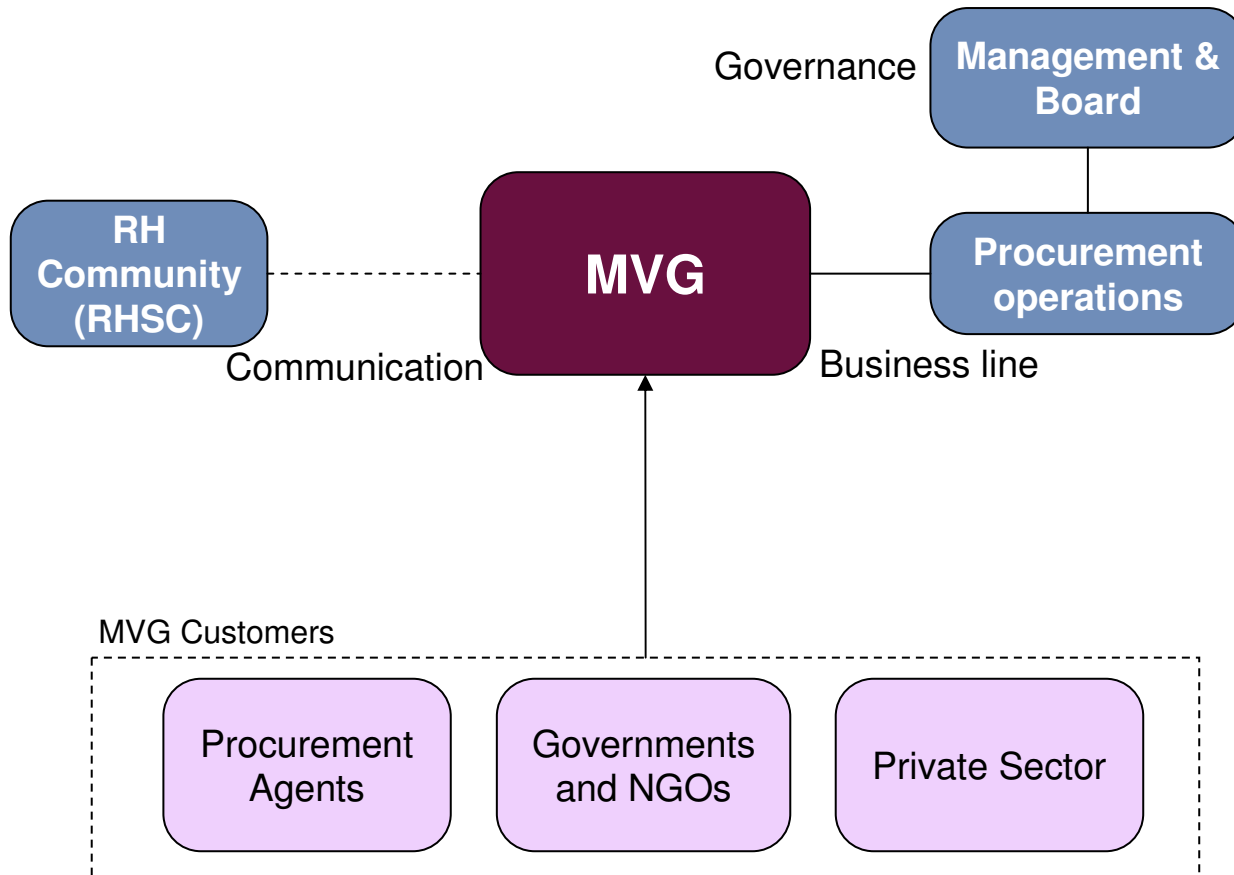 Governance
Management &
Board
RH
Community
(RHSC)
MVG
Procurement
operations
Communication
Business line
MVG Customers
Procurement
Agents
Governments
and NGOs
Private Sector